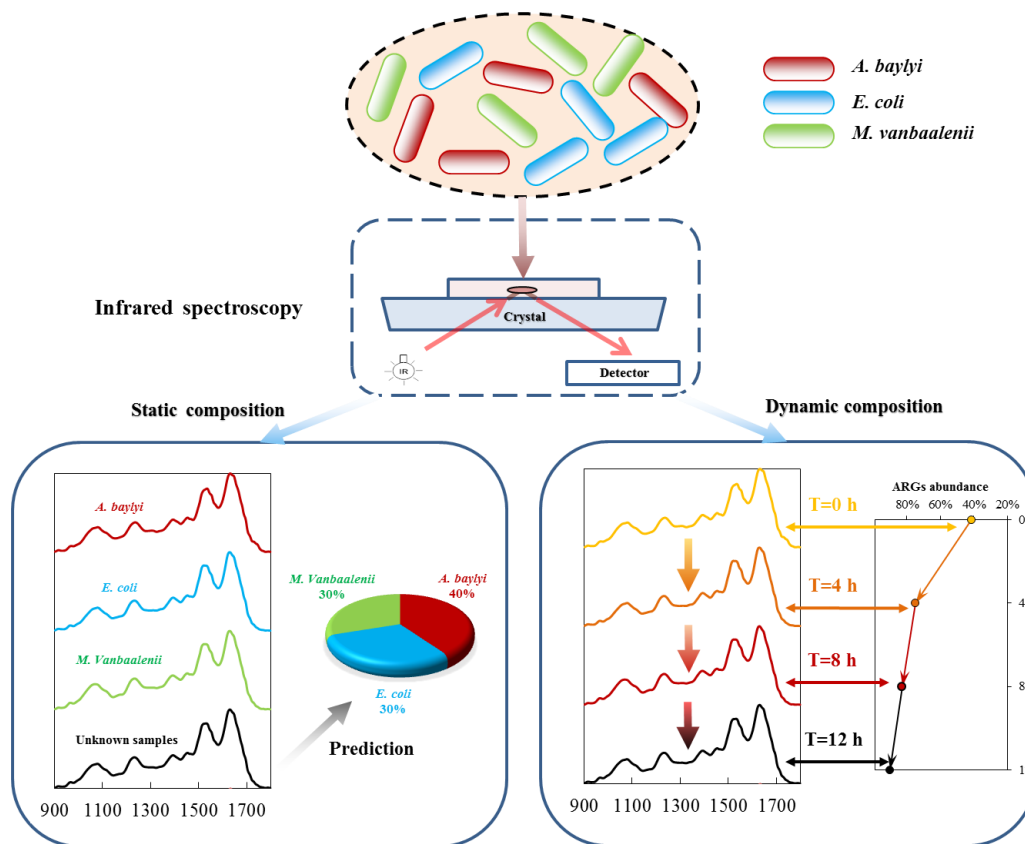 A. baylyi
E. coli
M. vanbaalenii
Infrared spectroscopy
Crystal
IR
Detector
Static composition
Dynamic composition
A. baylyi
E. coli
M. Vanbaalenii
Unknown samples
900 1100 1300 1500 1700
M. Vanbaalenii
30%
A. baylyi
40%
E. coli
30%
Prediction
T=0 h
T=4 h
T=8 h
T=12 h
900 1100 1300 1500 1700
ARGs abundance
80% 40% 20%
0
4
8
1